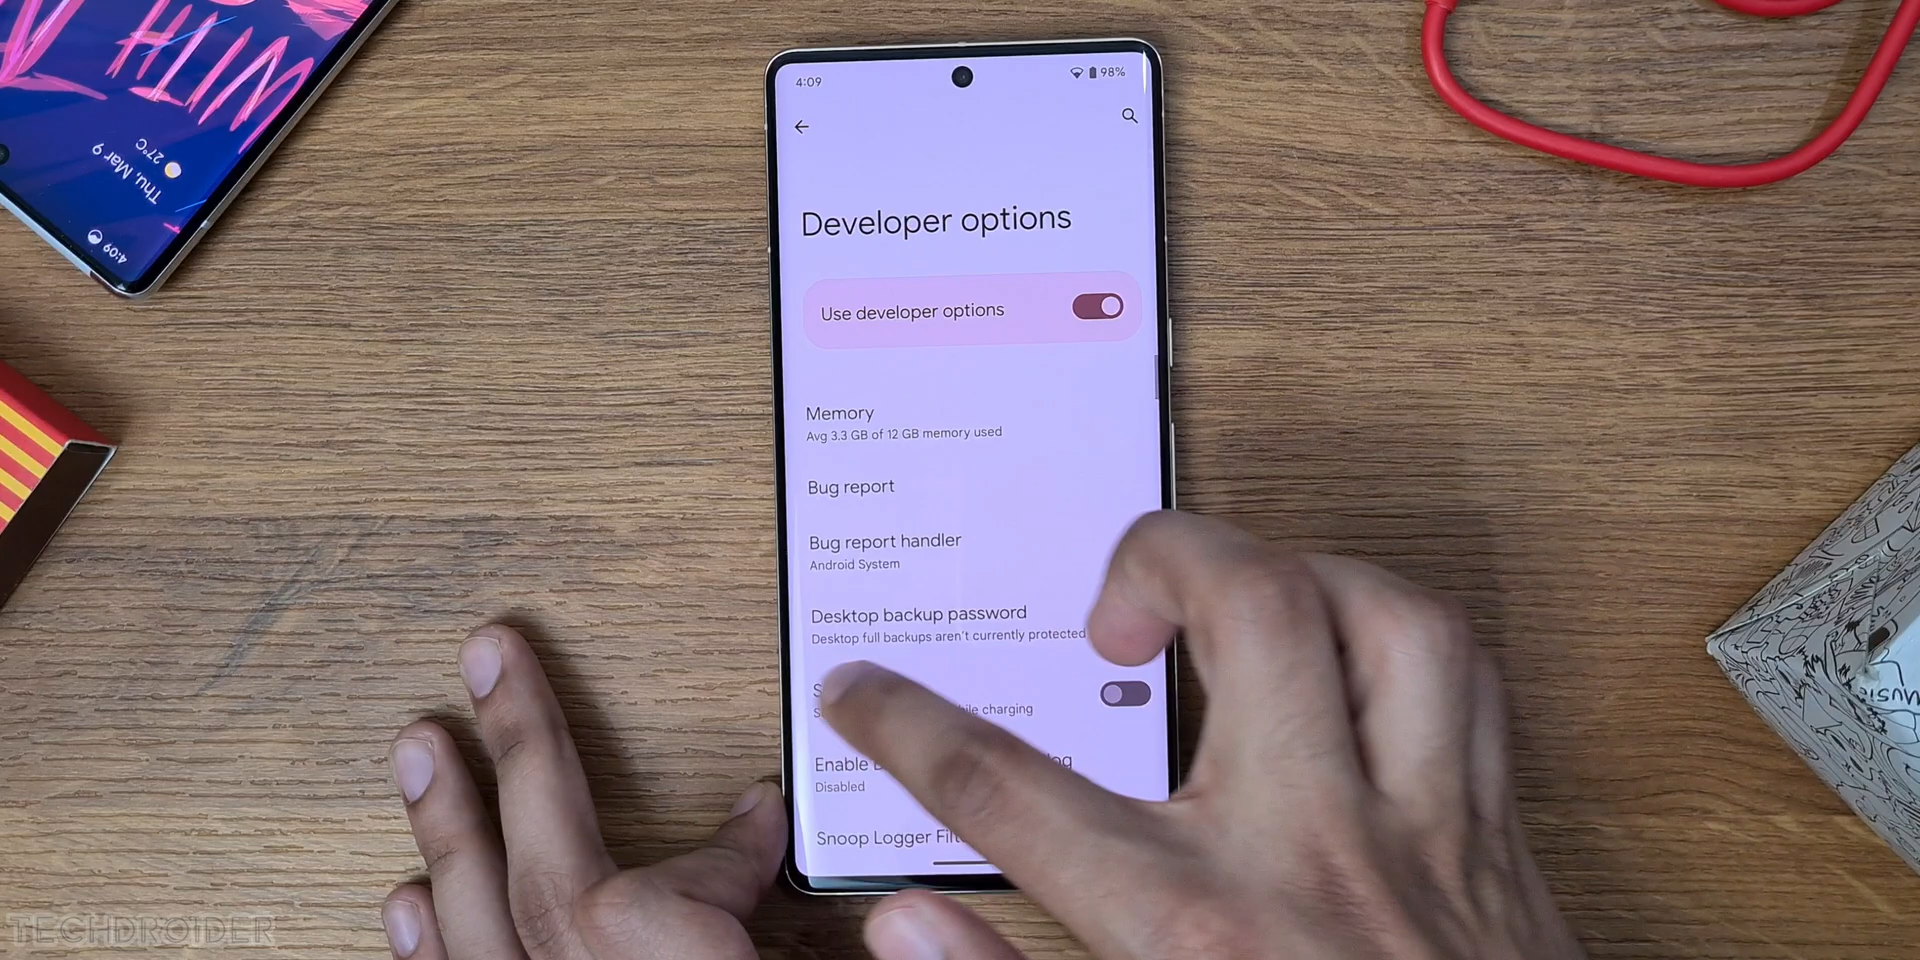 WITH
Thu, Mar 9
27°C
4:09
4:09
98%
Developer options
Use developer options
Memory
Avg 3.3 GB of 12 GB memory used
Bug report
Bug report handler
Android System
Desktop backup password
Desktop full backups aren't currently protected
charging
Enable
Disabled
Snoop Logger
TECHDROIDER